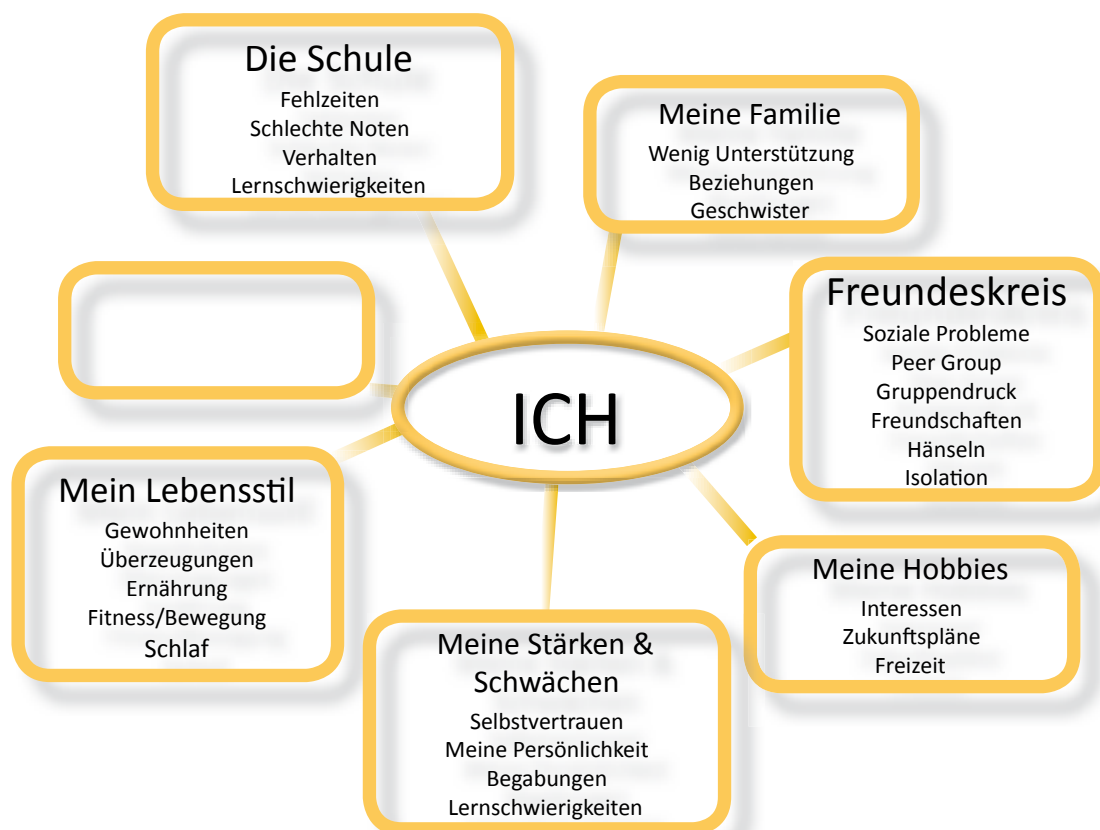 Die Schule
Fehlzeiten
Schlechte Noten
Verhalten
Lernschwierigkeiten
Meine Familie
Wenig Unterstützung
Beziehungen
Geschwister
Freundeskreis
Soziale Probleme
Peer Group
Gruppendruck
Freundschaften
Hänseln
Isolation
ICH
Mein Lebensstil
Gewohnheiten
Überzeugungen
Ernährung
Fitness/Bewegung
Schlaf
Meine Hobbies
Interessen
Zukunftspläne
Freizeit
Meine Stärken &
Schwächen
Selbstvertrauen
Meine Persönlichkeit
Begabungen
Lernschwierigkeiten